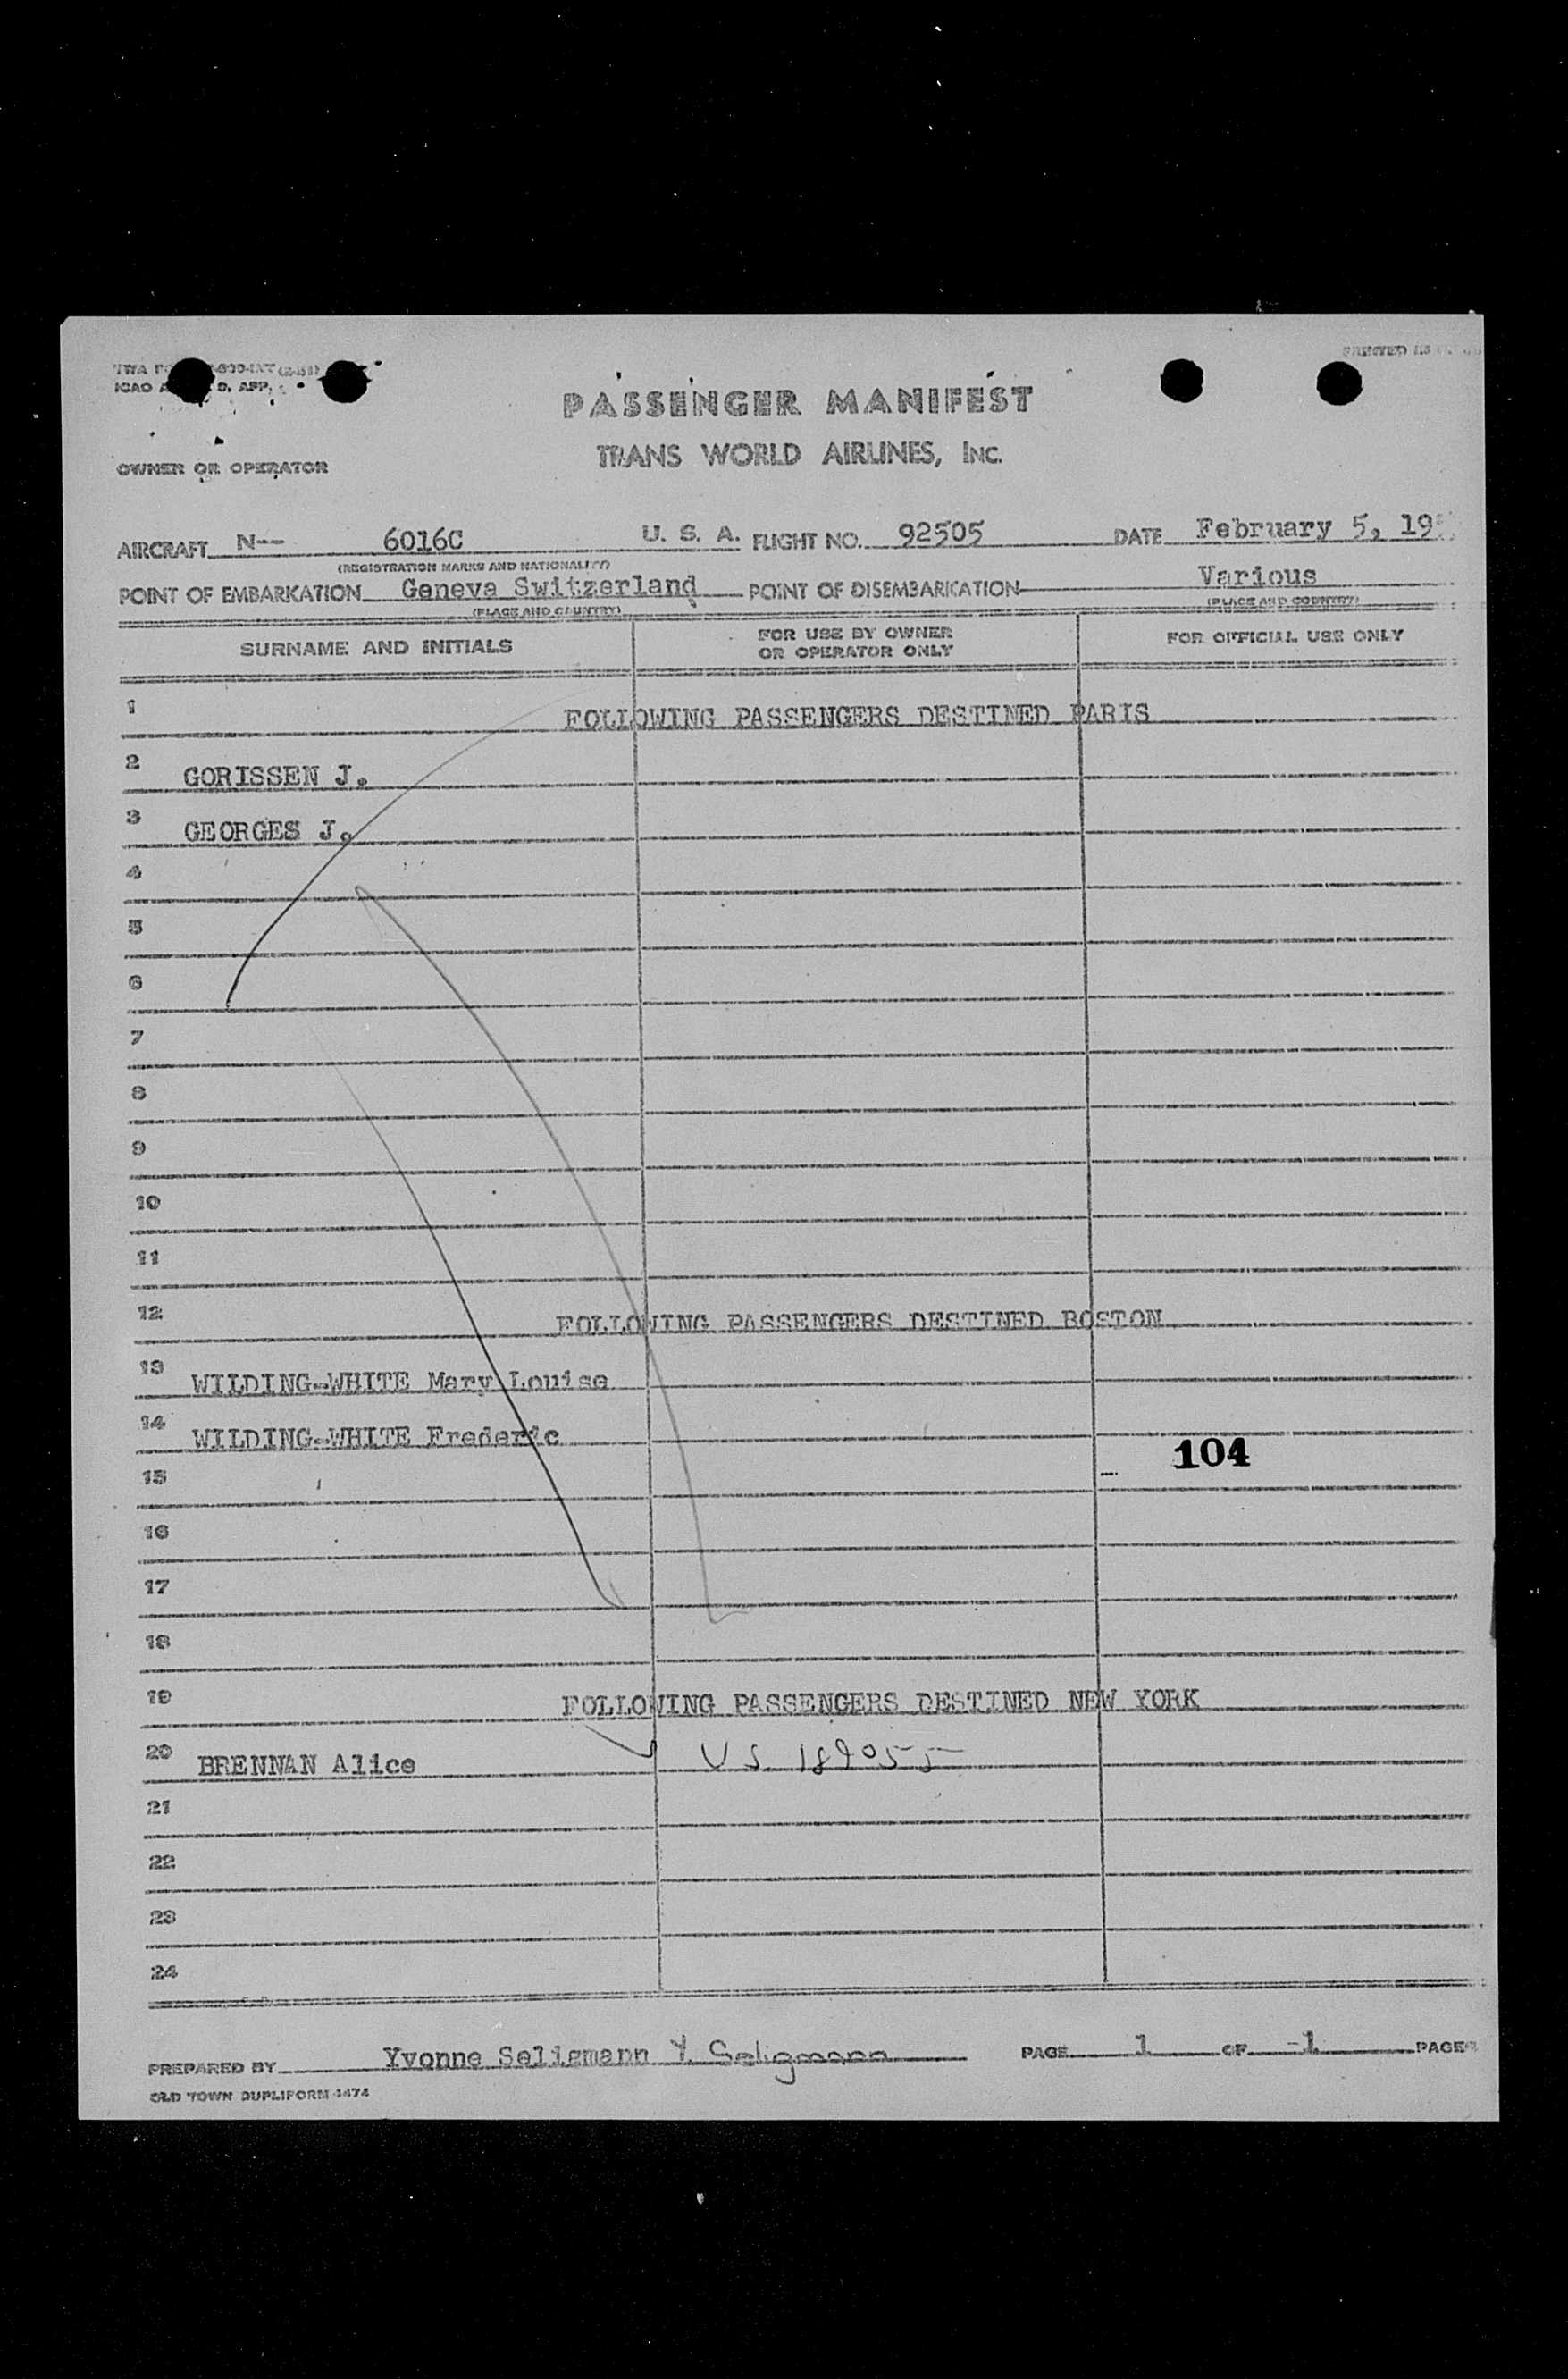 TWA
ICAO
PRINTED IN
PASSENGER MANIFEST
TRANS WORLD AIRLINES, INC.
OWNER OR OPERATOR
AIRCRAFT N-- 6016C U. S. A. FLIGHT NO. 92505 DATE February 5, 19
(REGISTRATION MARKS AND NATIONALITY)
POINT OF EMBARKATION Geneva Switzerland POINT OF DISEMBARKATION Various
(PLACE AND COUNTRY) (PLACE AND COUNTRY)
SURNAME AND INITIALS FOR USE BY OWNER OR OPERATOR ONLY FOR OFFICIAL USE ONLY
1 FOLLOWING PASSENGERS DESTINED PARIS
2 GORISSEN J.
3 GEORGES J.
4
5
6
7
8
9
10
11
12 FOLLOWING PASSENGERS DESTINED BOSTON
13 WILDING-WHITE Mary Louise
14 WILDING-WHITE Frederic
104
15
16
17
18
19 FOLLOWING PASSENGERS DESTINED NEW YORK
20 BRENNAN Alice US 189055
21
22
23
24
PREPARED BY Yvonne Seligmann Y. Seligmann PAGE 1 OF -1 PAGES
OLD TOWN DUPLIFORM 1474